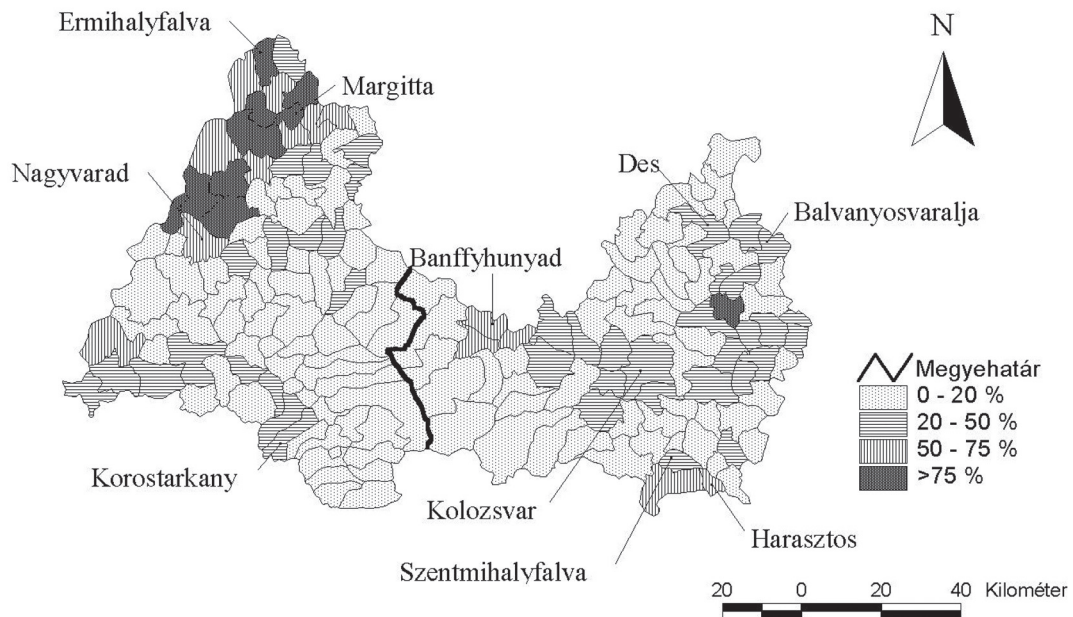 Ermihalyfalva
N
Margitta
Nagyvarad
Des
Balvanyosvaralja
Banffyhunyad
Megyehatár
0 - 20 %
20 - 50 %
50 - 75 %
>75 %
Korostarkany
Kolozsvar
Harasztos
Szentmihalyfalva
20 0 20 40 Kilométer